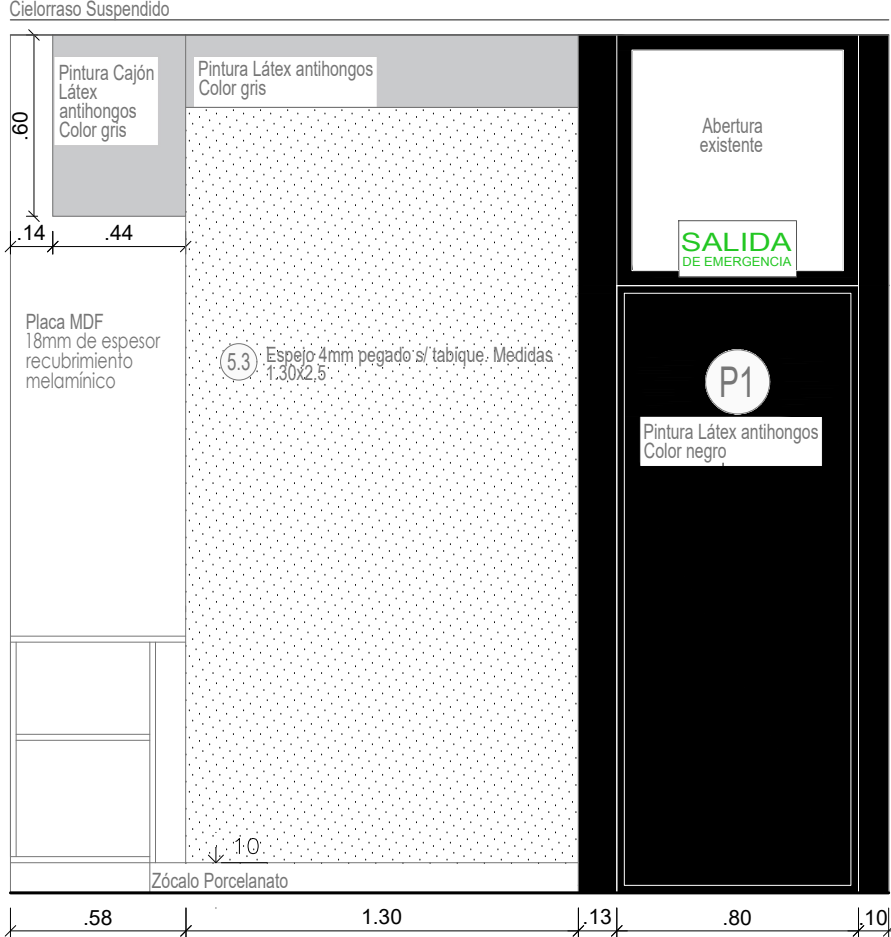 Cielorraso Suspendido
Pintura Cajón
Látex
antihongos
Color gris
Pintura Látex antihongos
Color gris
.60
Abertura
existente
.14
.44
SALIDA
DE EMERGENCIA
Placa MDF
18mm de espesor
recubrimiento
melamínico
5.3
Espejo 4mm pegado s/ tabique. Medidas
1.30x2.5
P1
Pintura Látex antihongos
Color negro
10
Zócalo Porcelanato
.58
1.30
.13
.80
.10